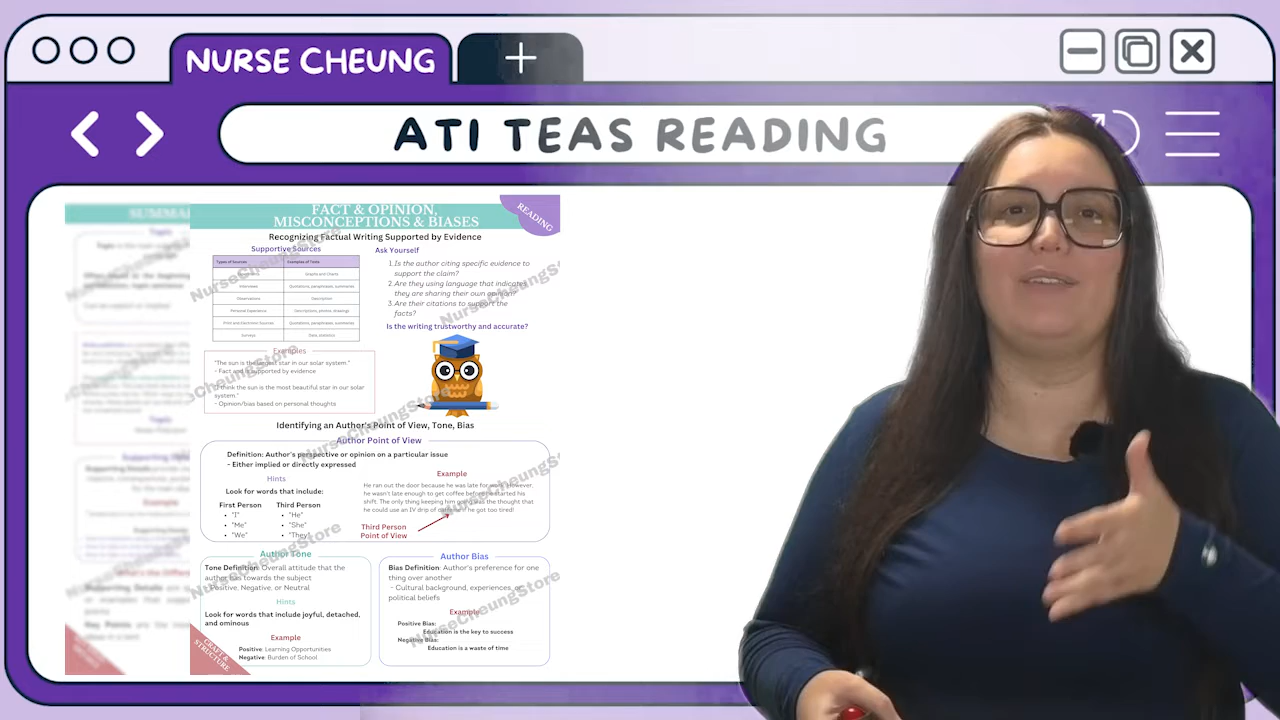 NURSE CHEUNG
ATI TEAS READING
SUMMA
FACT & OPINION,
MISCONCEPTIONS & BIASES
READING
Recognizing Factual Writing Supported by Evidence
Supportive Sources
Types of Sources Examples of Texts
Graphs and Charts
Interviews Quotations, paraphrases, summaries
Observations Description
Personal Experience Descriptions, photos, drawings
Print and Electronic Sources Quotations, paraphrases, summaries
Surveys Data, statistics
Ask Yourself
1. Is the author citing specific evidence to
support the claim?
2. Are they using language that indicates
they are sharing their own opinion?
3. Are their citations to support the
facts?
Is the writing trustworthy and accurate?
Examples
"The sun is the largest star in our solar system."
- Fact and is supported by evidence
"I think the sun is the most beautiful star in our solar
system."
- Opinion/bias based on personal thoughts
Identifying an Author's Point of View, Tone, Bias
Author Point of View
Definition: Author's perspective or opinion on a particular issue
- Either implied or directly expressed
Hints
Look for words that include:
First Person Third Person
• "I" • "He"
• "Me" • "She"
• "We" • "They"
Example
He ran out the door because he was late for work. However,
he wasn't late enough to get coffee before he started his
shift. The only thing keeping him going was the thought that
he could use an IV drip of caffeine if he got too tired!
Third Person
Point of View
Author Tone
Tone Definition: Overall attitude that the
author has towards the subject
- Positive, Negative, or Neutral
Hints
Look for words that include joyful, detached,
and ominous
Example
Positive: Learning Opportunities
Negative: Burden of School
Author Bias
Bias Definition: Author's preference for one
thing over another
- Cultural background, experiences, or
political beliefs
Example
Positive Bias:
Education is the key to success
Negative Bias:
Education is a waste of time
CRAFT &
STRUCTURE
NurseCheungStore
NurseCheungStore
CheungStore
NurseCheungStore
NurseCheungStore
NurseCheungStore
NurseCheungStore
NurseCheungStore